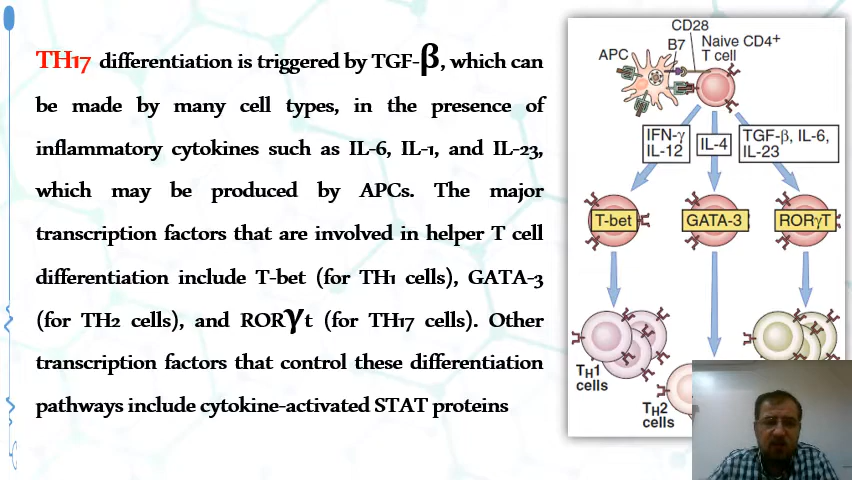 TH17 differentiation is triggered by TGF-β, which can
be made by many cell types, in the presence of
inflammatory cytokines such as IL-6, IL-1, and IL-23,
which may be produced by APCs. The major
transcription factors that are involved in helper T cell
differentiation include T-bet (for TH1 cells), GATA-3
(for TH2 cells), and RORγt (for TH17 cells). Other
transcription factors that control these differentiation
pathways include cytokine-activated STAT proteins
CD28
B7
APC
Naive CD4+
T cell
IFN-γ
IL-12
IL-4
TGF-β, IL-6,
IL-23
T-bet
GATA-3
RORγT
TH1
cells
TH2
cells